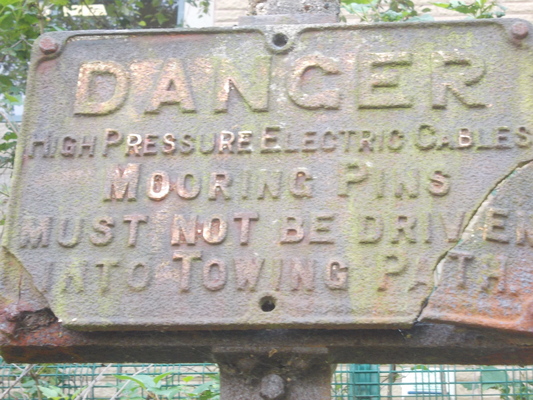 DANGER
HIGH PRESSURE ELECTRIC CABLES
MOORING PINS
MUST NOT BE DRIVEN
INTO TOWING PATH.